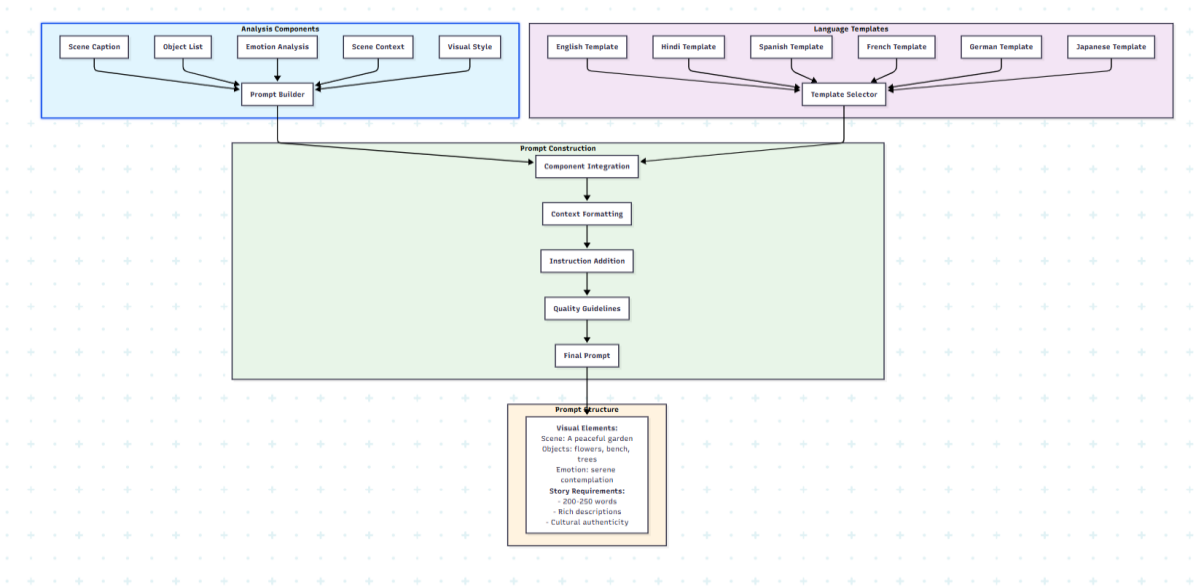 Analysis Components
Scene Caption
Object List
Emotion Analysis
Scene Context
Visual Style
Prompt Builder
Language Templates
English Template
Hindi Template
Spanish Template
French Template
German Template
Japanese Template
Template Selector
Prompt Construction
Component Integration
Context Formatting
Instruction Addition
Quality Guidelines
Final Prompt
Prompt Structure
Visual Elements:
Scene: A peaceful garden
Objects: flowers, bench,
trees
Emotion: serene
contemplation
Story Requirements:
- 200-250 words
- Rich descriptions
- Cultural authenticity